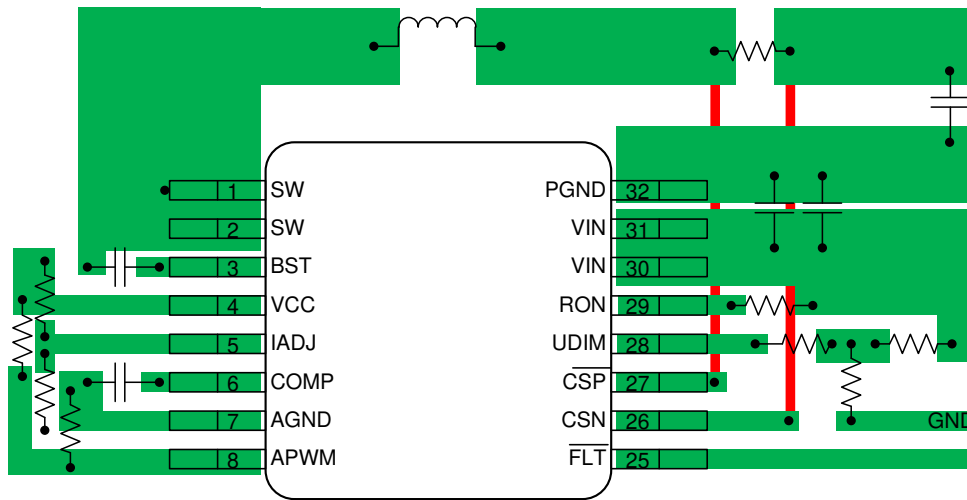 1 SW PGND 32
2 SW VIN 31
3 BST VIN 30
4 VCC RON 29
5 IADJ UDIM 28
6 COMP CSP 27
7 AGND CSN 26 GND
8 APWM FLT 25